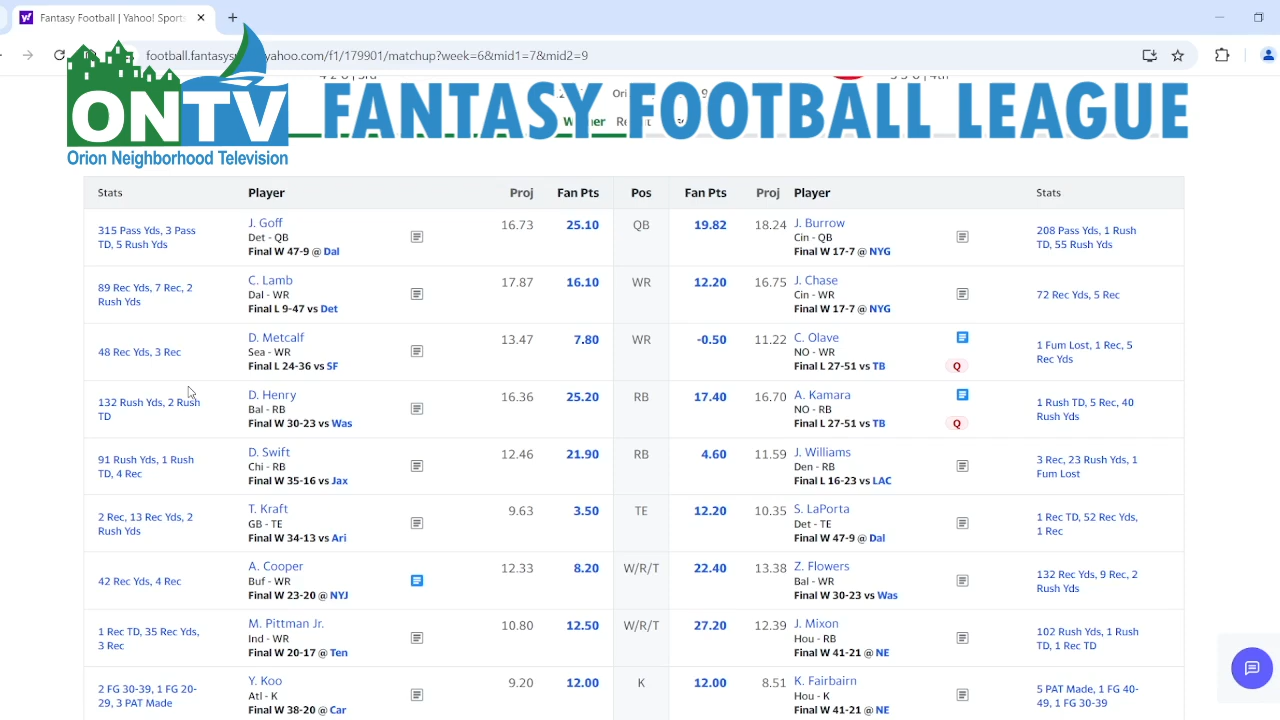 Fantasy Football | Yahoo! Sports
football.fantasys yahoo.com/f1/179901/matchup?week=6&mid1=7&mid2=9
ONTV
Orion Neighborhood Television
FANTASY FOOTBALL LEAGUE
Stats Player Proj Fan Pts Pos Fan Pts Proj Player Stats
315 Pass Yds, 3 Pass TD, 5 Rush Yds
J. Goff 16.73 25.10 QB 19.82 18.24 J. Burrow
Det - QB Cin - QB
Final W 47-9 @ Dal Final W 17-7 @ NYG
208 Pass Yds, 1 Rush TD, 55 Rush Yds
89 Rec Yds, 7 Rec, 2 Rush Yds
C. Lamb 17.87 16.10 WR 12.20 16.75 J. Chase
Dal - WR Cin - WR
Final L 9-47 vs Det Final W 17-7 @ NYG
72 Rec Yds, 5 Rec
48 Rec Yds, 3 Rec
D. Metcalf 13.47 7.80 WR -0.50 11.22 C. Olave
Sea - WR NO - WR
Final L 24-36 vs SF Final L 27-51 vs TB Q
1 Fum Lost, 1 Rec, 5 Rec Yds
132 Rush Yds, 2 Rush TD
D. Henry 16.36 25.20 RB 17.40 16.70 A. Kamara
Bal - RB NO - RB
Final W 30-23 vs Was Final L 27-51 vs TB Q
1 Rush TD, 5 Rec, 40 Rush Yds
91 Rush Yds, 1 Rush TD, 4 Rec
D. Swift 12.46 21.90 RB 4.60 11.59 J. Williams
Chi - RB Den - RB
Final W 35-16 vs Jax Final L 16-23 vs LAC
3 Rec, 23 Rush Yds, 1 Fum Lost
2 Rec, 13 Rec Yds, 2 Rush Yds
T. Kraft 9.63 3.50 TE 12.20 10.35 S. LaPorta
GB - TE Det - TE
Final W 34-13 vs Ari Final W 47-9 @ Dal
1 Rec TD, 52 Rec Yds, 1 Rec
42 Rec Yds, 4 Rec
A. Cooper 12.33 8.20 W/R/T 22.40 13.38 Z. Flowers
Buf - WR Bal - WR
Final W 23-20 @ NYJ Final W 30-23 vs Was
132 Rec Yds, 9 Rec, 2 Rush Yds
1 Rec TD, 35 Rec Yds, 3 Rec
M. Pittman Jr. 10.80 12.50 W/R/T 27.20 12.39 J. Mixon
Ind - WR Hou - RB
Final W 20-17 @ Ten Final W 41-21 @ NE
102 Rush Yds, 1 Rush TD, 1 Rec TD
2 FG 30-39, 1 FG 20-29, 3 PAT Made
Y. Koo 9.20 12.00 K 12.00 8.51 K. Fairbairn
Atl - K Hou - K
Final W 38-20 @ Car Final W 41-21 @ NE
5 PAT Made, 1 FG 40-49, 1 FG 30-39